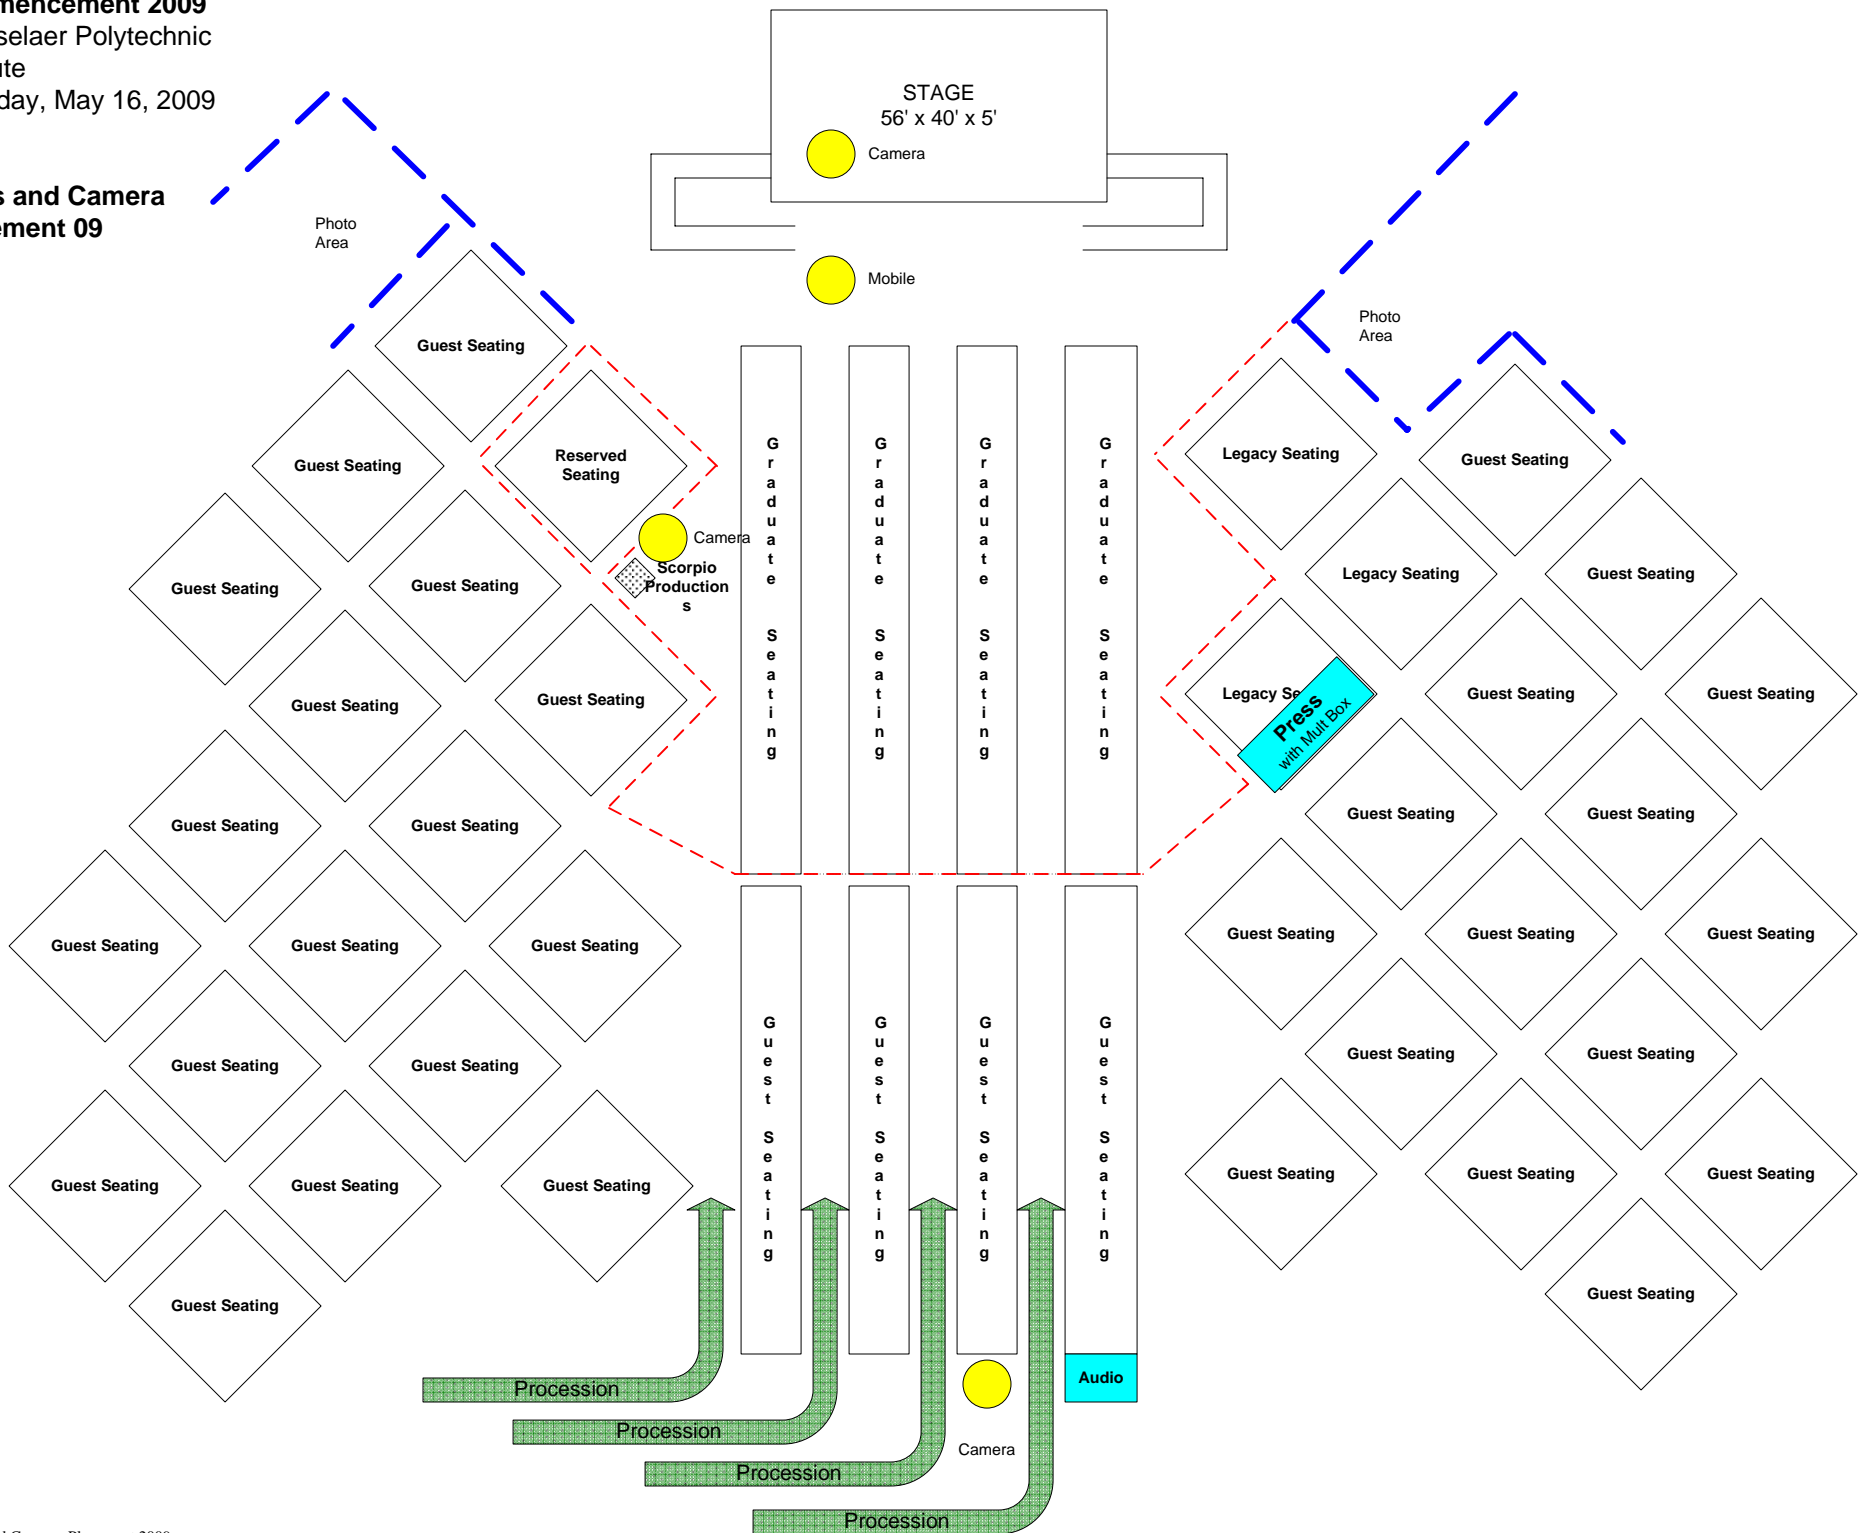 mencement 2009
selaer Polytechnic
ute
day, May 16, 2009
s and Camera
ement 09
STAGE
56' x 40' x 5'
Camera
Mobile
Photo
Area
Photo
Area
Guest Seating
Guest Seating
Reserved
Seating
Guest Seating
Guest Seating
Camera
Scorpio
Production
s
Guest Seating
Guest Seating
Guest Seating
Guest Seating
Guest Seating
Guest Seating
Guest Seating
Guest Seating
Guest Seating
Guest Seating
Guest Seating
Guest Seating
Guest Seating
Graduate Seating
Graduate Seating
Graduate Seating
Graduate Seating
Guest Seating
Guest Seating
Guest Seating
Guest Seating
Legacy Seating
Guest Seating
Legacy Seating
Guest Seating
Legacy Se
Press
with Mult Box
Guest Seating
Guest Seating
Guest Seating
Guest Seating
Guest Seating
Guest Seating
Guest Seating
Guest Seating
Guest Seating
Guest Seating
Guest Seating
Guest Seating
Guest Seating
Procession
Procession
Procession
Procession
Camera
Audio